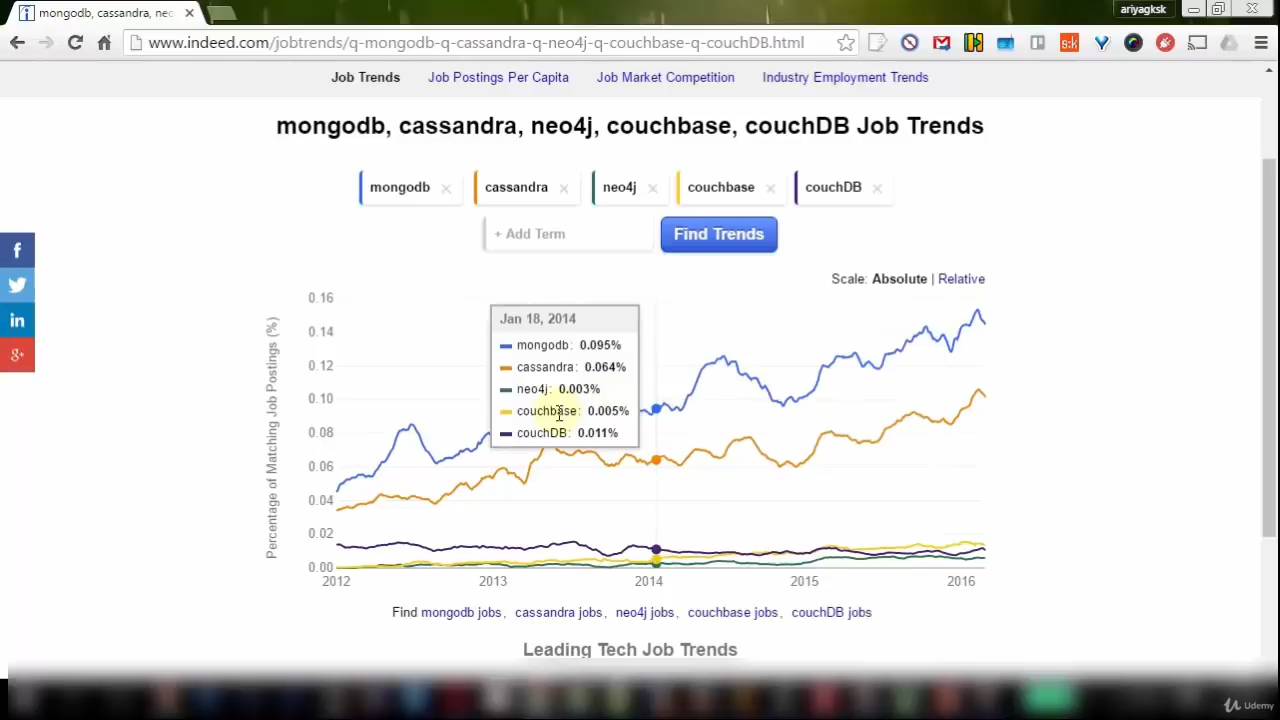 mongodb, cassandra, nec
ariyagksk
www.indeed.com/jobtrends/q-mongodb-q-cassandra-q-neo4j-q-couchbase-q-couchDB.html
s:k
Job Trends Job Postings Per Capita Job Market Competition Industry Employment Trends
mongodb, cassandra, neo4j, couchbase, couchDB Job Trends
mongodb × cassandra × neo4j × couchbase × couchDB ×
+ Add Term Find Trends
Scale: Absolute | Relative
Percentage of Matching Job Postings (%)
0.16
0.14
0.12
0.10
0.08
0.06
0.04
0.02
0.00
Jan 18, 2014
mongodb: 0.095%
cassandra: 0.064%
neo4j: 0.003%
couchbase: 0.005%
couchDB: 0.011%
2012 2013 2014 2015 2016
Find mongodb jobs, cassandra jobs, neo4j jobs, couchbase jobs, couchDB jobs
Leading Tech Job Trends
f
in
g+
Udemy